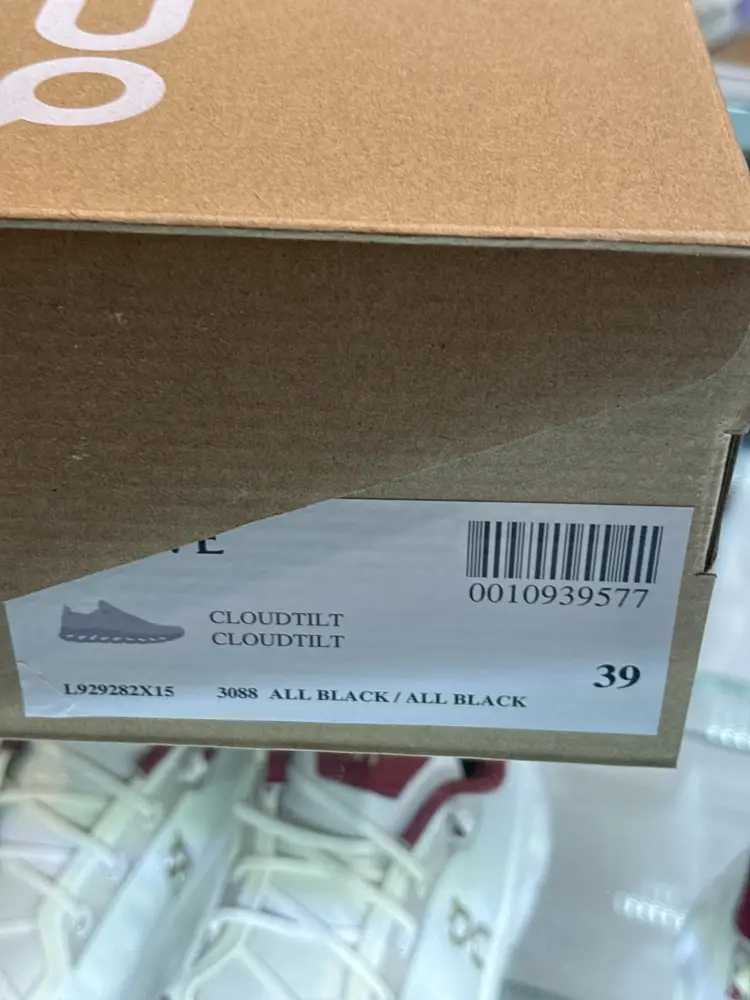 CLOUDTILT
CLOUDTILT
0010939577
39
L929282X15 3088 ALL BLACK / ALL BLACK